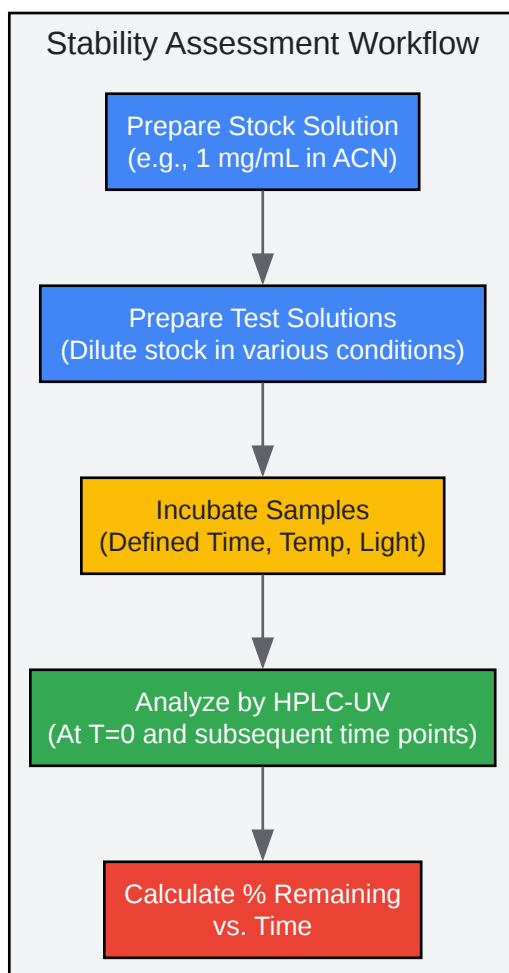 Stability Assessment Workflow
Prepare Stock Solution
(e.g., 1 mg/mL in ACN)
Prepare Test Solutions
(Dilute stock in various conditions)
Incubate Samples
(Defined Time, Temp, Light)
Analyze by HPLC-UV
(At T=0 and subsequent time points)
Calculate % Remaining
vs. Time